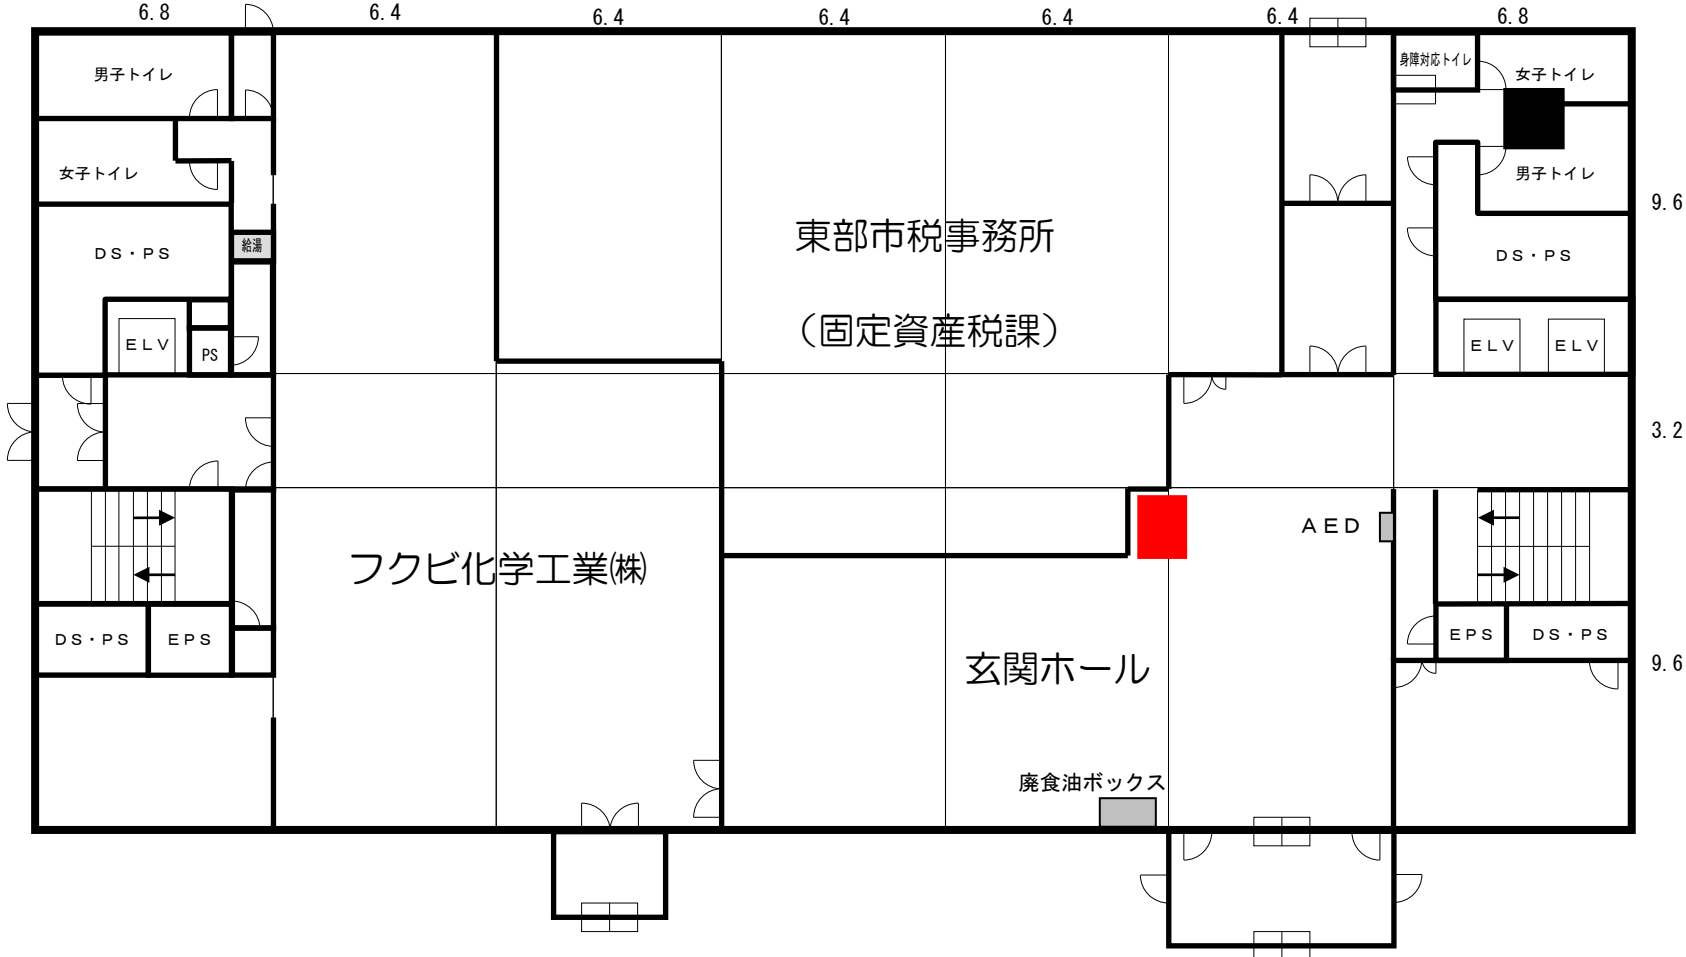 6.8
6.4
6.4
6.4
6.4
6.4
6.8
男子トイレ
身障対応トイレ
女子トイレ
女子トイレ
男子トイレ
9.6
東部市税事務所
給湯
DS・PS
DS・PS
(固定資産税課)
ELV
PS
ELV
ELV
3.2
AED
フクビ化学工業㈱
DS・PS
EPS
EPS
DS・PS
玄関ホール
9.6
廃食油ボックス